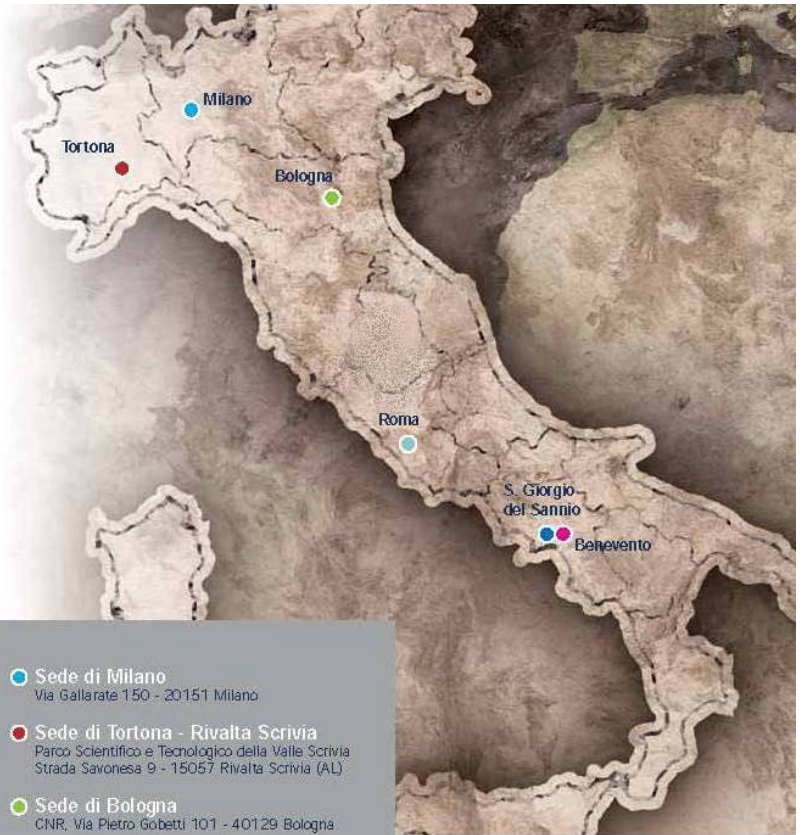 Milano
Tortona
Bologna
Roma
S. Giorgio
del Sannio
Benevento
Sede di Milano
Via Gallarate 150 - 20151 Milano
Sede di Tortona - Rivalta Scrivia
Parco Scientifico e Tecnologico della Valle Scrivia
Strada Savonesa 9 - 15057 Rivalta Scrivia (AL)
Sede di Bologna
CNR, Via Pietro Gobetti 101 - 40129 Bologna